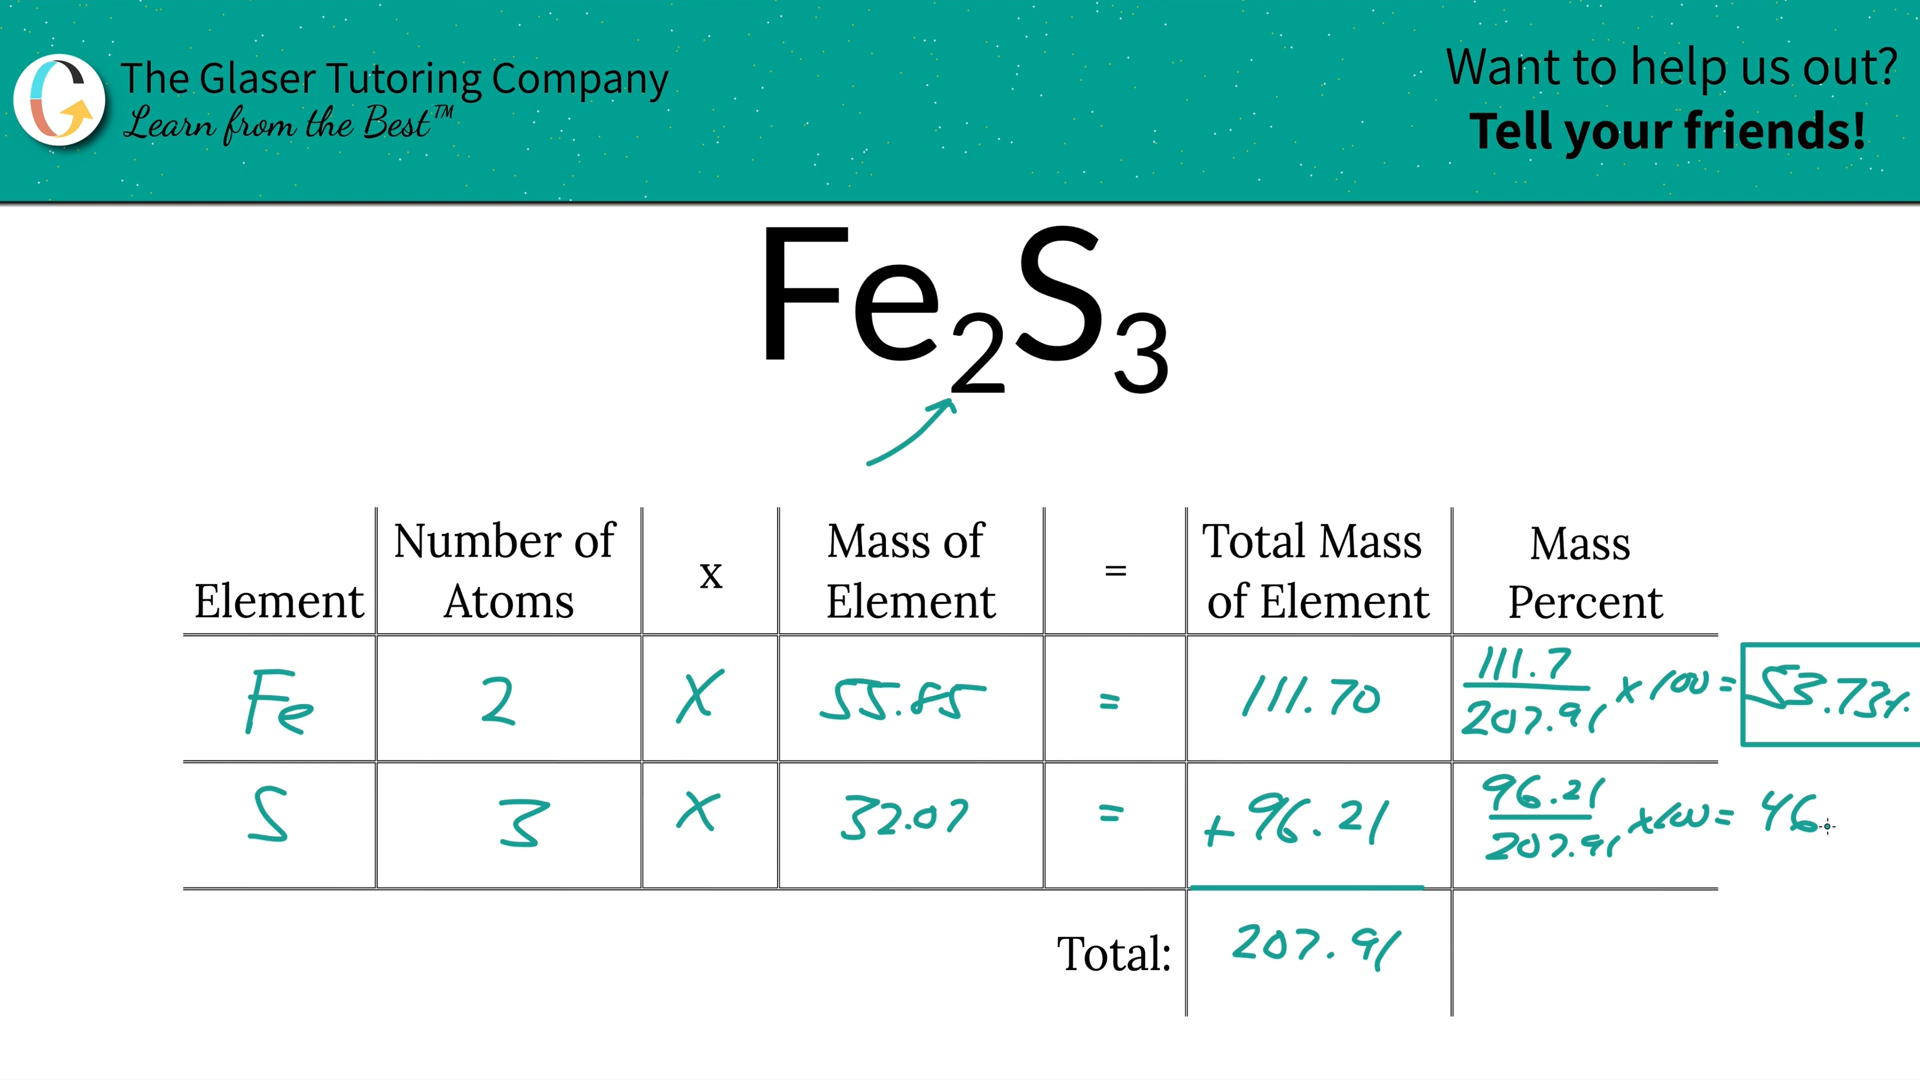 The Glaser Tutoring Company
Learn from the Best™
Want to help us out?
Tell your friends!
Fe₂S₃
Element Number of Atoms x Mass of Element = Total Mass of Element Mass Percent
Fe 2 X 55.85 = 111.70 111.7/207.91 x 100 = 53.73%
S 3 X 32.07 = +96.21 96.21/207.91 x 100 = 46.
Total: 207.91